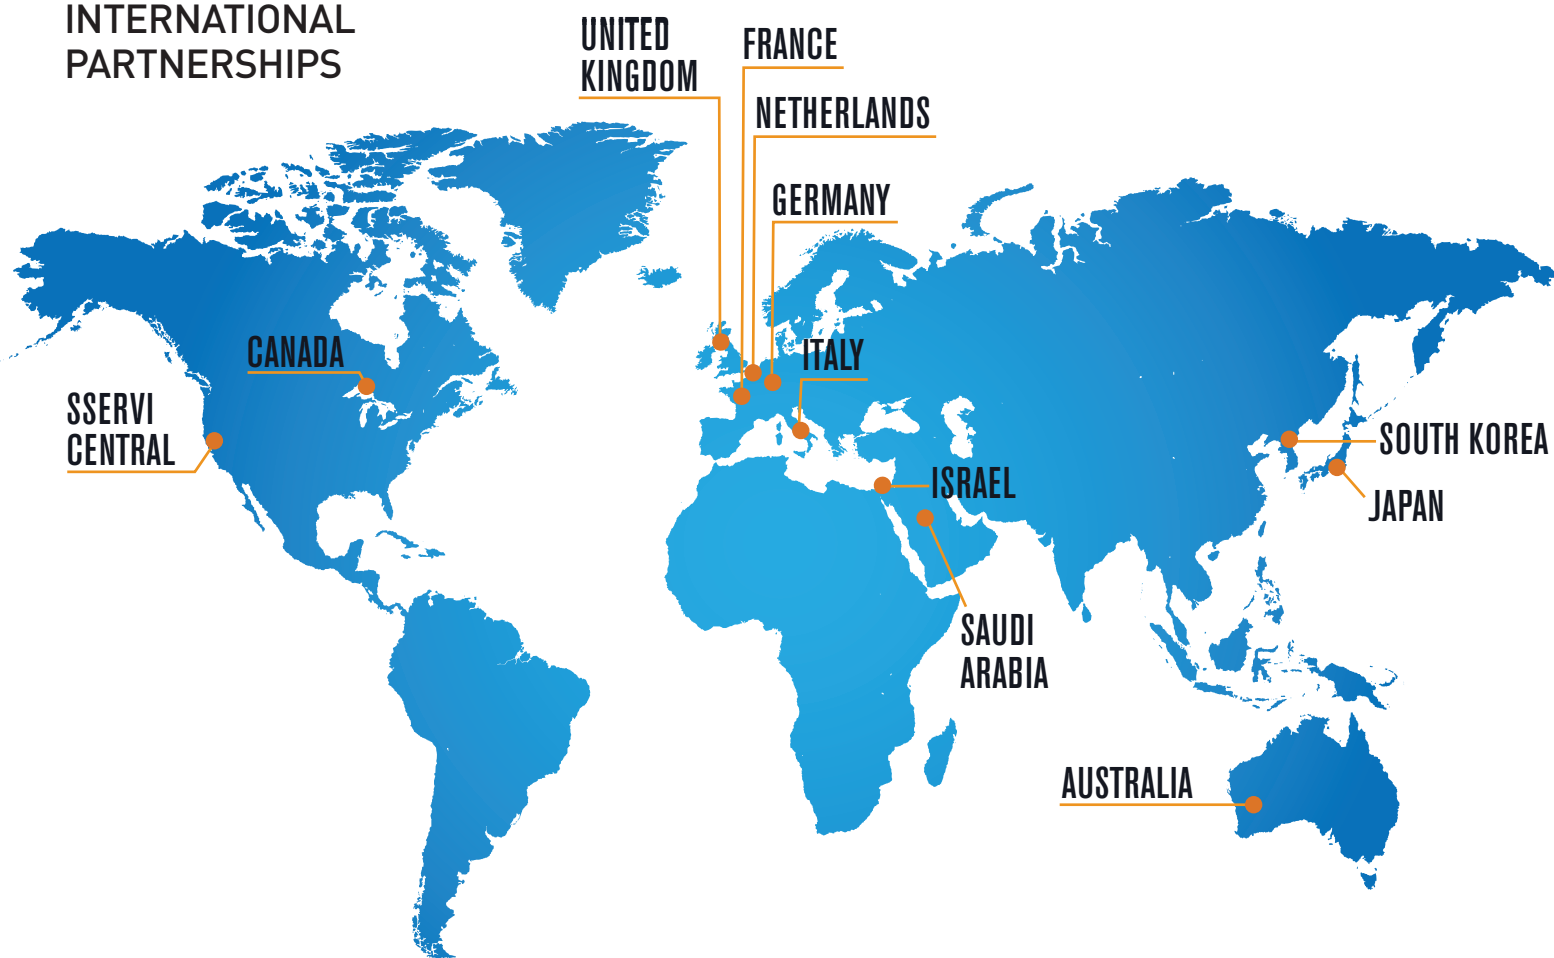 INTERNATIONAL
PARTNERSHIPS
UNITED
KINGDOM
FRANCE
NETHERLANDS
GERMANY
ITALY
CANADA
SSERVI
CENTRAL
ISRAEL
SAUDI
ARABIA
SOUTH KOREA
JAPAN
AUSTRALIA